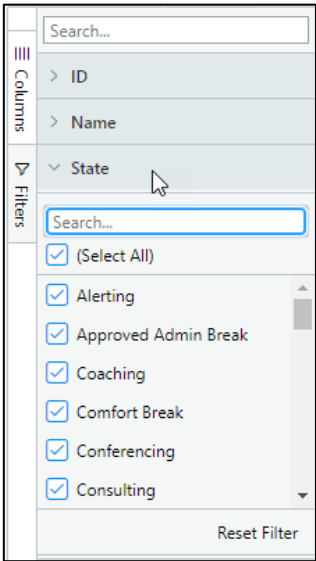 Columns
Filters
Search...
ID
Name
State
Search...
(Select All)
Alerting
Approved Admin Break
Coaching
Comfort Break
Conferencing
Consulting
Reset Filter